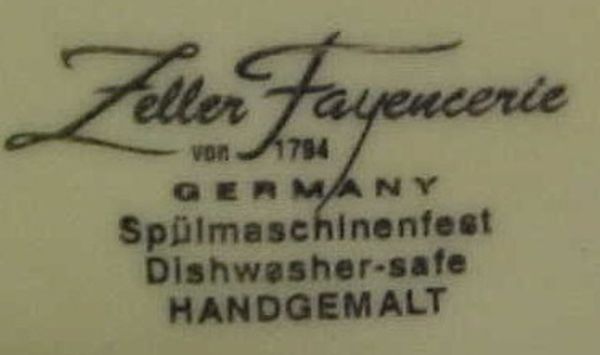 Zeller Fayencerie
von 1794
GERMANY
Spülmaschinenfest
Dishwasher-safe
HANDGEMALT